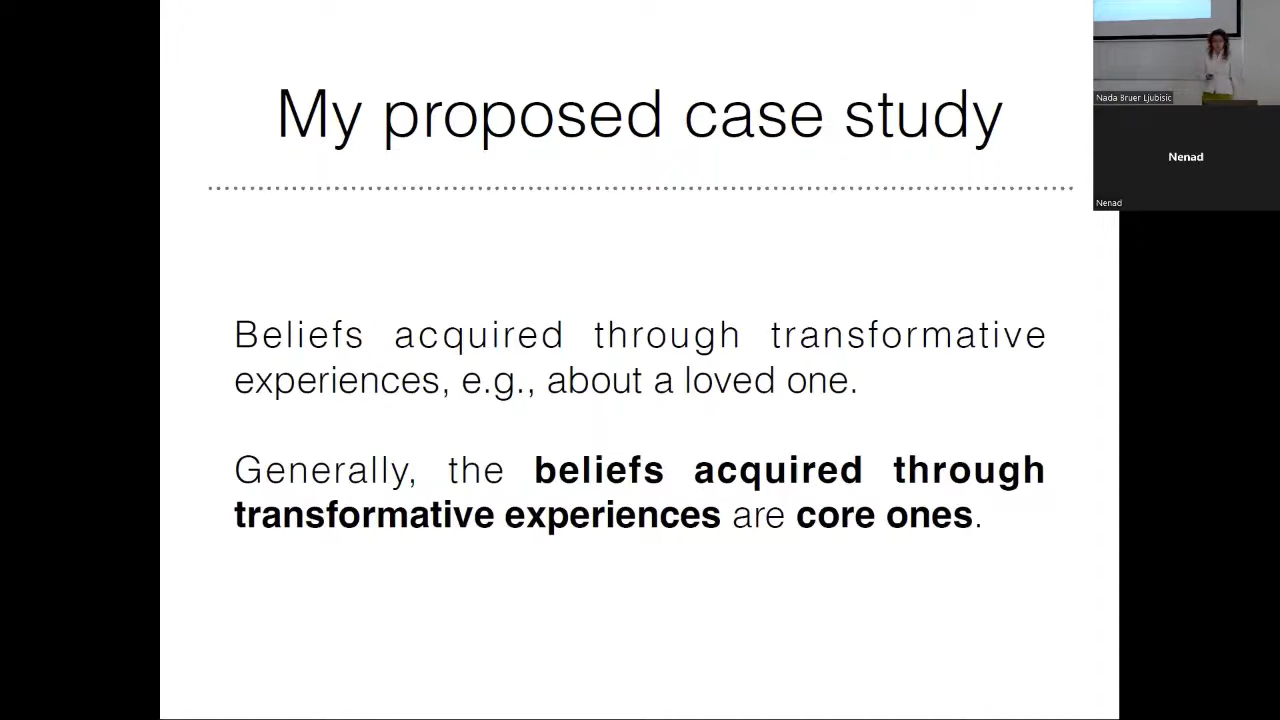 My proposed case study
Beliefs acquired through transformative
experiences, e.g., about a loved one.
Generally, the beliefs acquired through
transformative experiences are core ones.
Nada Bruer Ljubisic
Nenad
Nenad